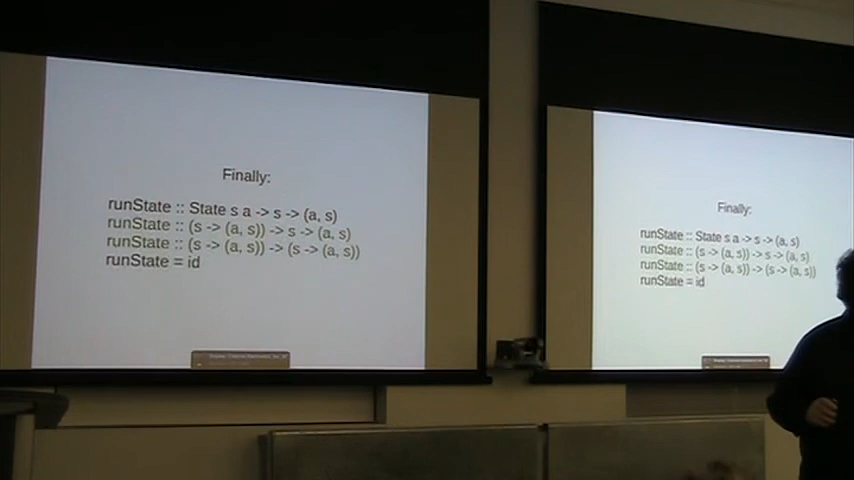 Finally:
runState :: State s a -> s -> (a, s)
runState :: (s -> (a, s)) -> s -> (a, s)
runState :: (s -> (a, s)) -> (s -> (a, s))
runState = id
Finally:
runState :: State s a -> s -> (a, s)
runState :: (s -> (a, s)) -> s -> (a, s)
runState :: (s -> (a, s)) -> (s -> (a, s))
runState = id